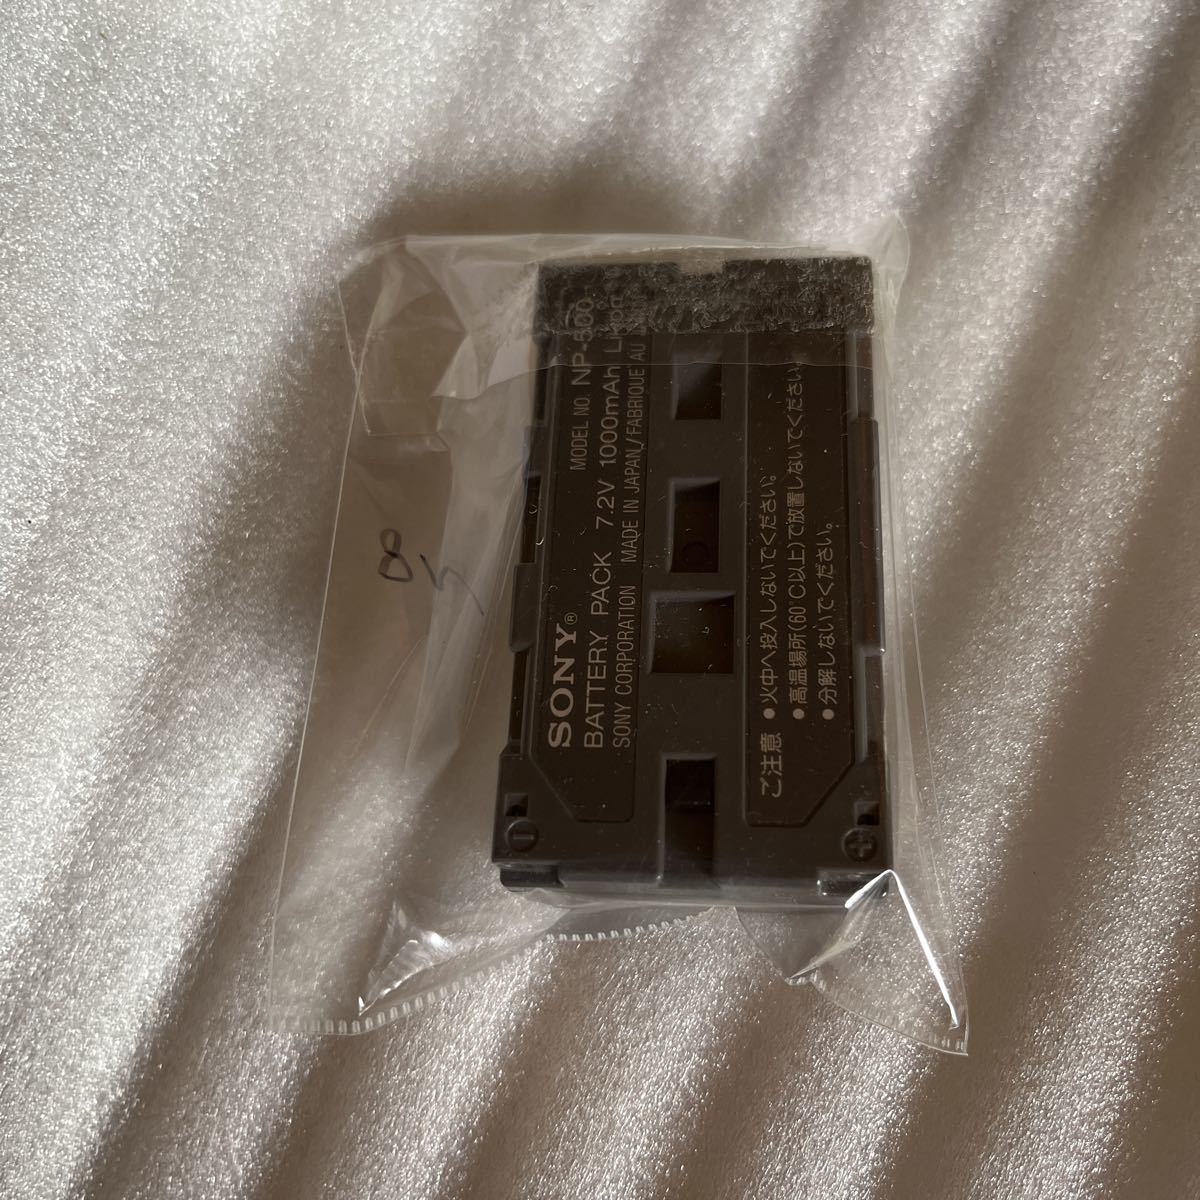 SONY®
MODEL NO. NP-500
BATTERY PACK 7.2V 1000mAh Li-ion
SONY CORPORATION MADE IN JAPAN/FABRIQUÉ AU
ご注意
●火中へ投入しないでください。
●高温場所(60℃以上)で放置しないでください
●分解しないでください。
−
+